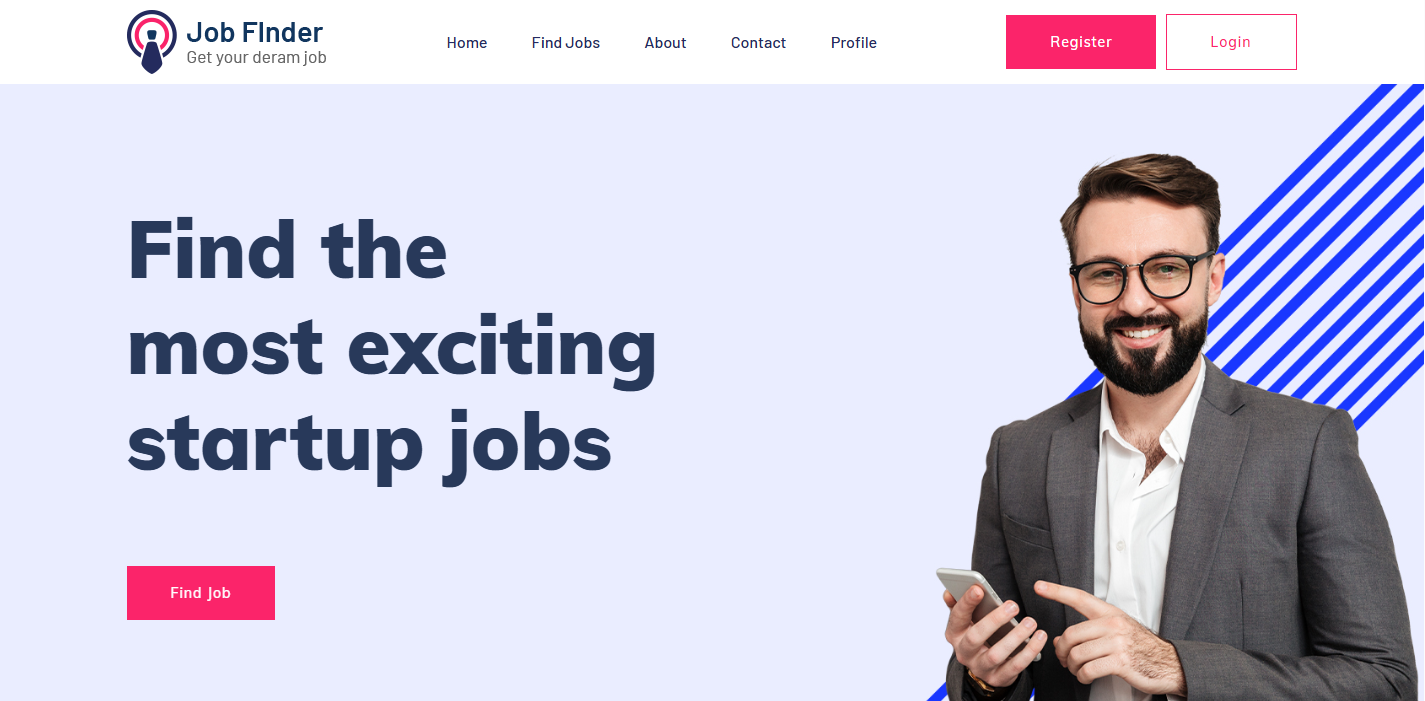 Job FInder
Get your deram job
Home Find Jobs About Contact Profile Register Login
Find the
most exciting
startup jobs
Find Job